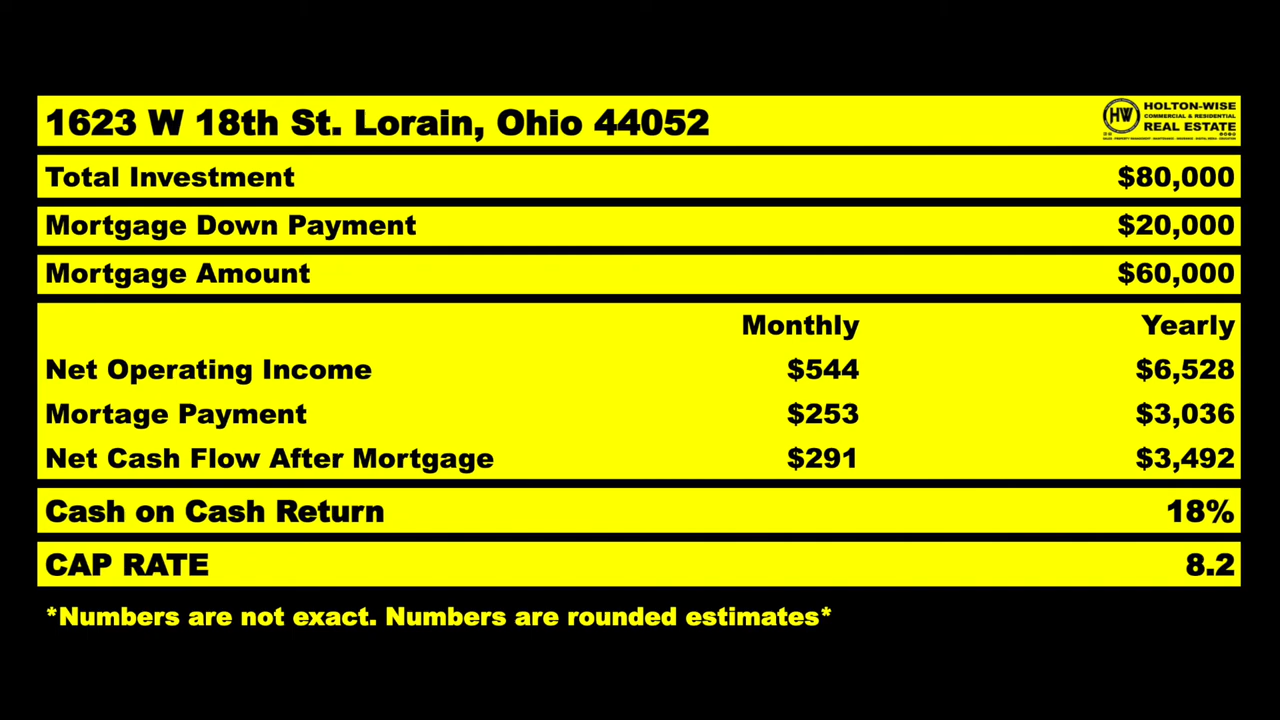 1623 W 18th St. Lorain, Ohio 44052
HW
HOLTON-WISE
COMMERCIAL & RESIDENTIAL
REAL ESTATE
Total Investment $80,000
Mortgage Down Payment $20,000
Mortgage Amount $60,000
Monthly Yearly
Net Operating Income $544 $6,528
Mortage Payment $253 $3,036
Net Cash Flow After Mortgage $291 $3,492
Cash on Cash Return 18%
CAP RATE 8.2
*Numbers are not exact. Numbers are rounded estimates*